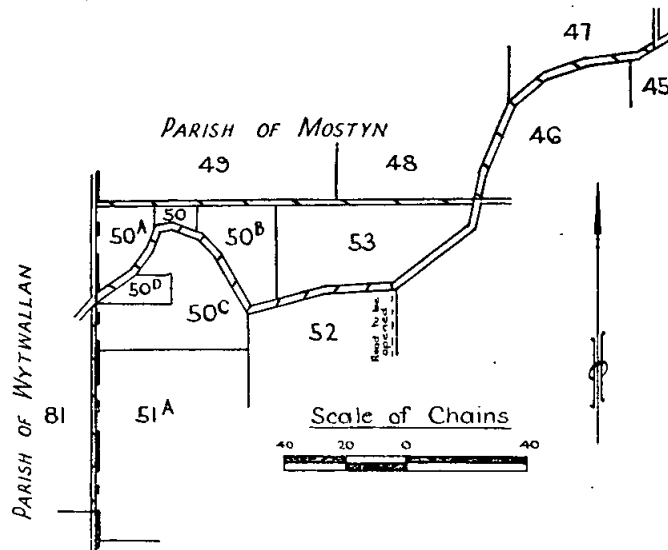 47
45
PARISH OF MOSTYN
46
49
48
50A
50
50B
53
50D
50C
52
Road to be
opened
PARISH OF WYTWALLAN
81
51A
Scale of Chains
40 20 0 40